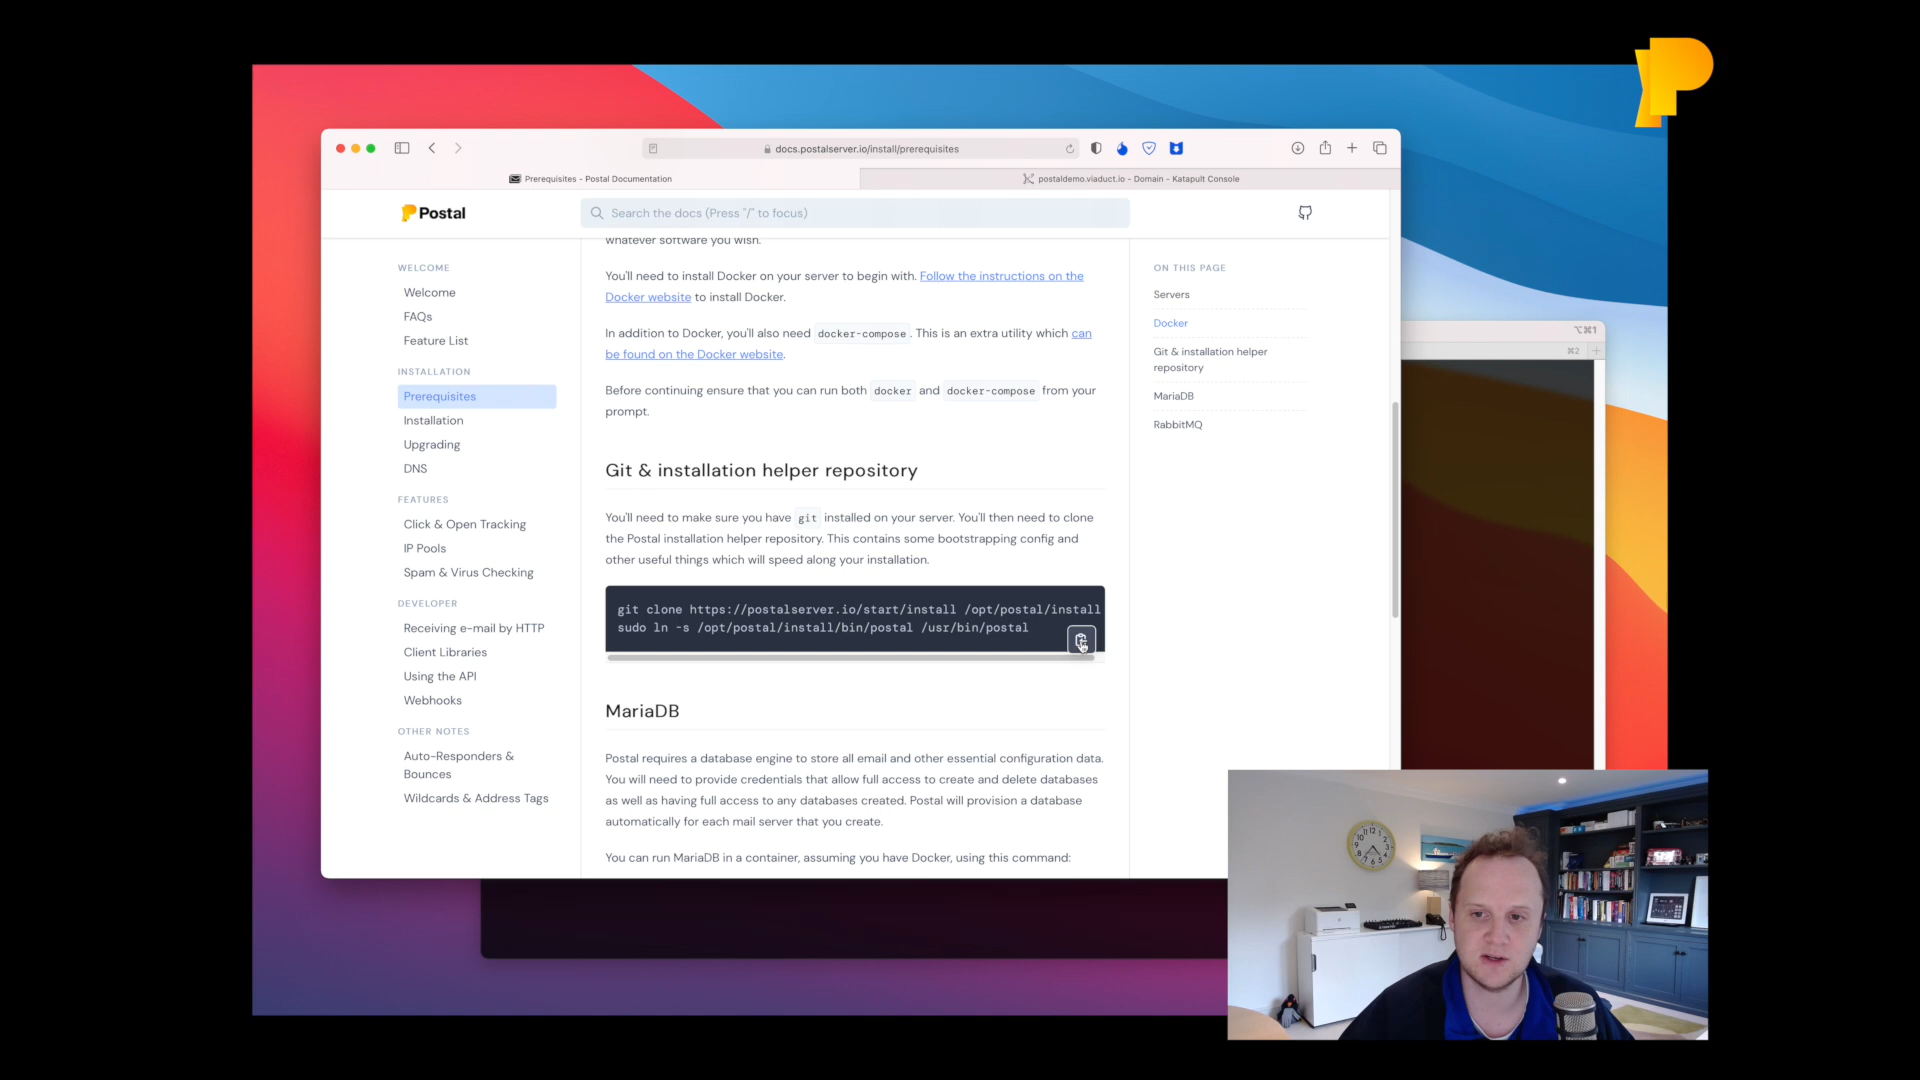 docs.postalserver.io/install/prerequisites
Prerequisites - Postal Documentation
postaldemo.viaduct.io - Domain - Katapult Console
Postal
Search the docs (Press "/" to focus)
WELCOME
Welcome
FAQs
Feature List
INSTALLATION
Prerequisites
Installation
Upgrading
DNS
FEATURES
Click & Open Tracking
IP Pools
Spam & Virus Checking
DEVELOPER
Receiving e-mail by HTTP
Client Libraries
Using the API
Webhooks
OTHER NOTES
Auto-Responders &
Bounces
Wildcards & Address Tags
whatever software you wish.
You'll need to install Docker on your server to begin with. Follow the instructions on the
Docker website to install Docker.
In addition to Docker, you'll also need docker-compose. This is an extra utility which can
be found on the Docker website.
Before continuing ensure that you can run both docker and docker-compose from your
prompt.
Git & installation helper repository
You'll need to make sure you have git installed on your server. You'll then need to clone
the Postal installation helper repository. This contains some bootstrapping config and
other useful things which will speed along your installation.
git clone https://postalserver.io/start/install /opt/postal/install
sudo ln -s /opt/postal/install/bin/postal /usr/bin/postal
MariaDB
Postal requires a database engine to store all email and other essential configuration data.
You will need to provide credentials that allow full access to create and delete databases
as well as having full access to any databases created. Postal will provision a database
automatically for each mail server that you create.
You can run MariaDB in a container, assuming you have Docker, using this command:
ON THIS PAGE
Servers
Docker
Git & installation helper
repository
MariaDB
RabbitMQ
⌥⌘1
⌘2